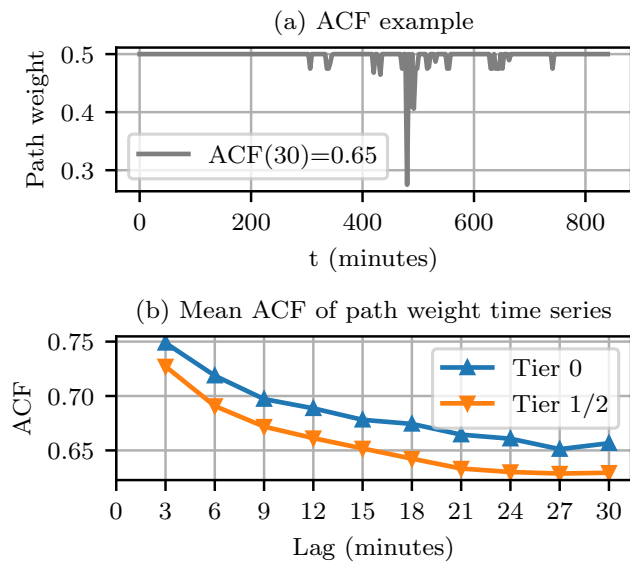 (a) ACF example
Path weight
0.5
0.4
0.3
ACF(30)=0.65
0 200 400 600 800
t (minutes)
(b) Mean ACF of path weight time series
ACF
0.75
0.70
0.65
Tier 0
Tier 1/2
0 3 6 9 12 15 18 21 24 27 30
Lag (minutes)